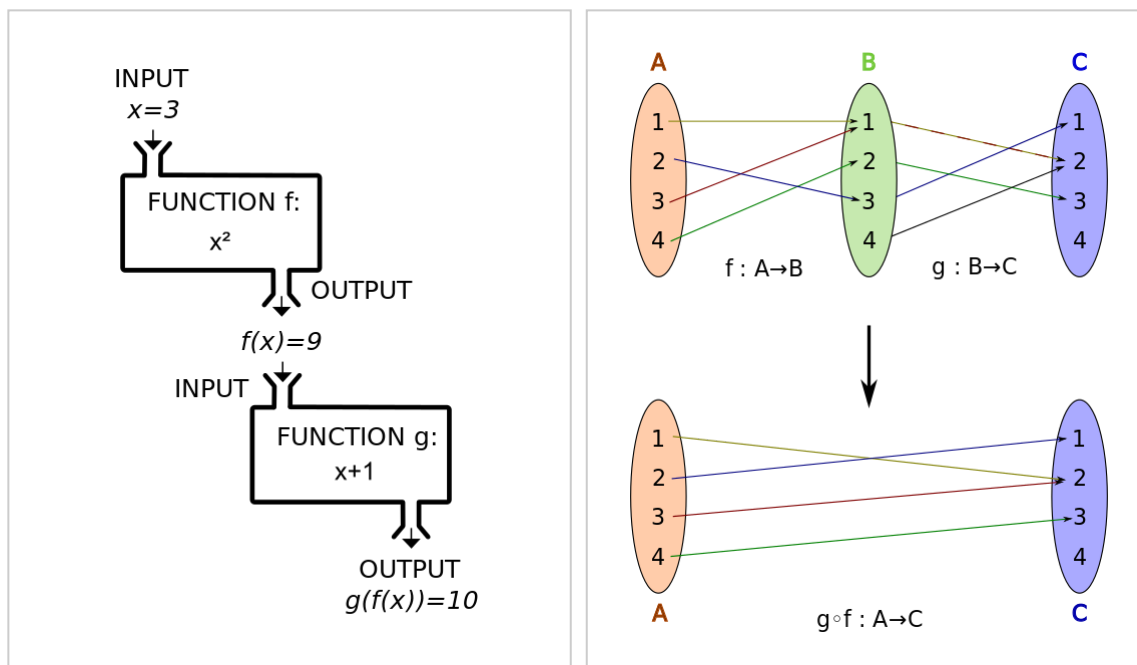 INPUT
x=3
FUNCTION f:
x²
OUTPUT
f(x)=9
INPUT
FUNCTION g:
x+1
OUTPUT
g(f(x))=10
A B C
1 1 1
2 2 2
3 3 3
4 4 4
f : A→B g : B→C
1 1
2 2
3 3
4 4
A C
g∘f : A→C